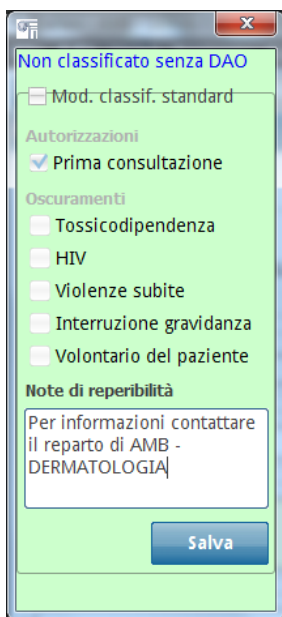 Non classificato senza DAO
Mod. classif. standard
Autorizzazioni
Prima consultazione
Oscuramenti
Tossicodipendenza
HIV
Violenze subite
Interruzione gravidanza
Volontario del paziente
Note di reperibilità
Per informazioni contattare
il reparto di AMB -
DERMATOLOGIA
Salva